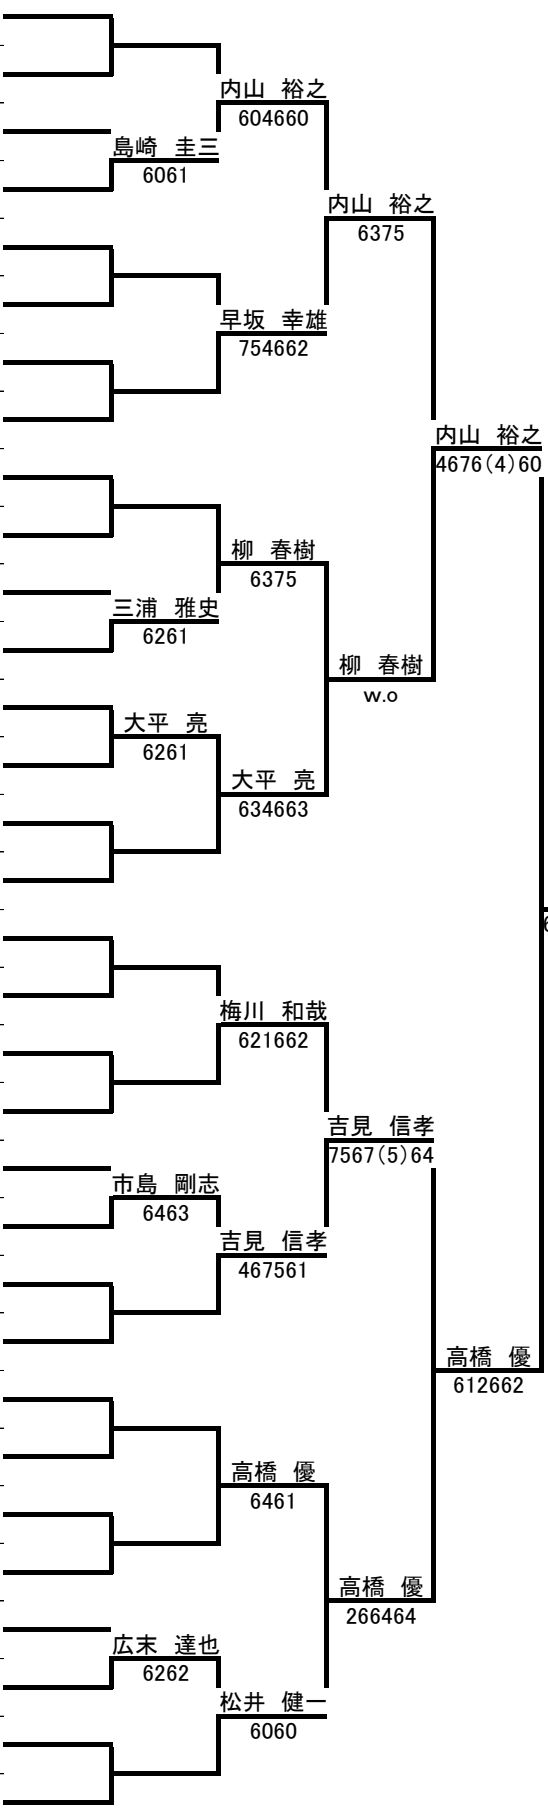 内山　裕之
604660
島崎　圭三
6061
内山　裕之
6375
早坂　幸雄
754662
内山　裕之
4676(4)60
柳　春樹
6375
三浦　雅史
6261
柳　春樹
w.o
大平　亮
6261
大平　亮
634663
梅川　和哉
621662
吉見　信孝
7567(5)64
市島　剛志
6463
吉見　信孝
467561
高橋　優
612662
高橋　優
6461
高橋　優
266464
広末　達也
6262
松井　健一
6060